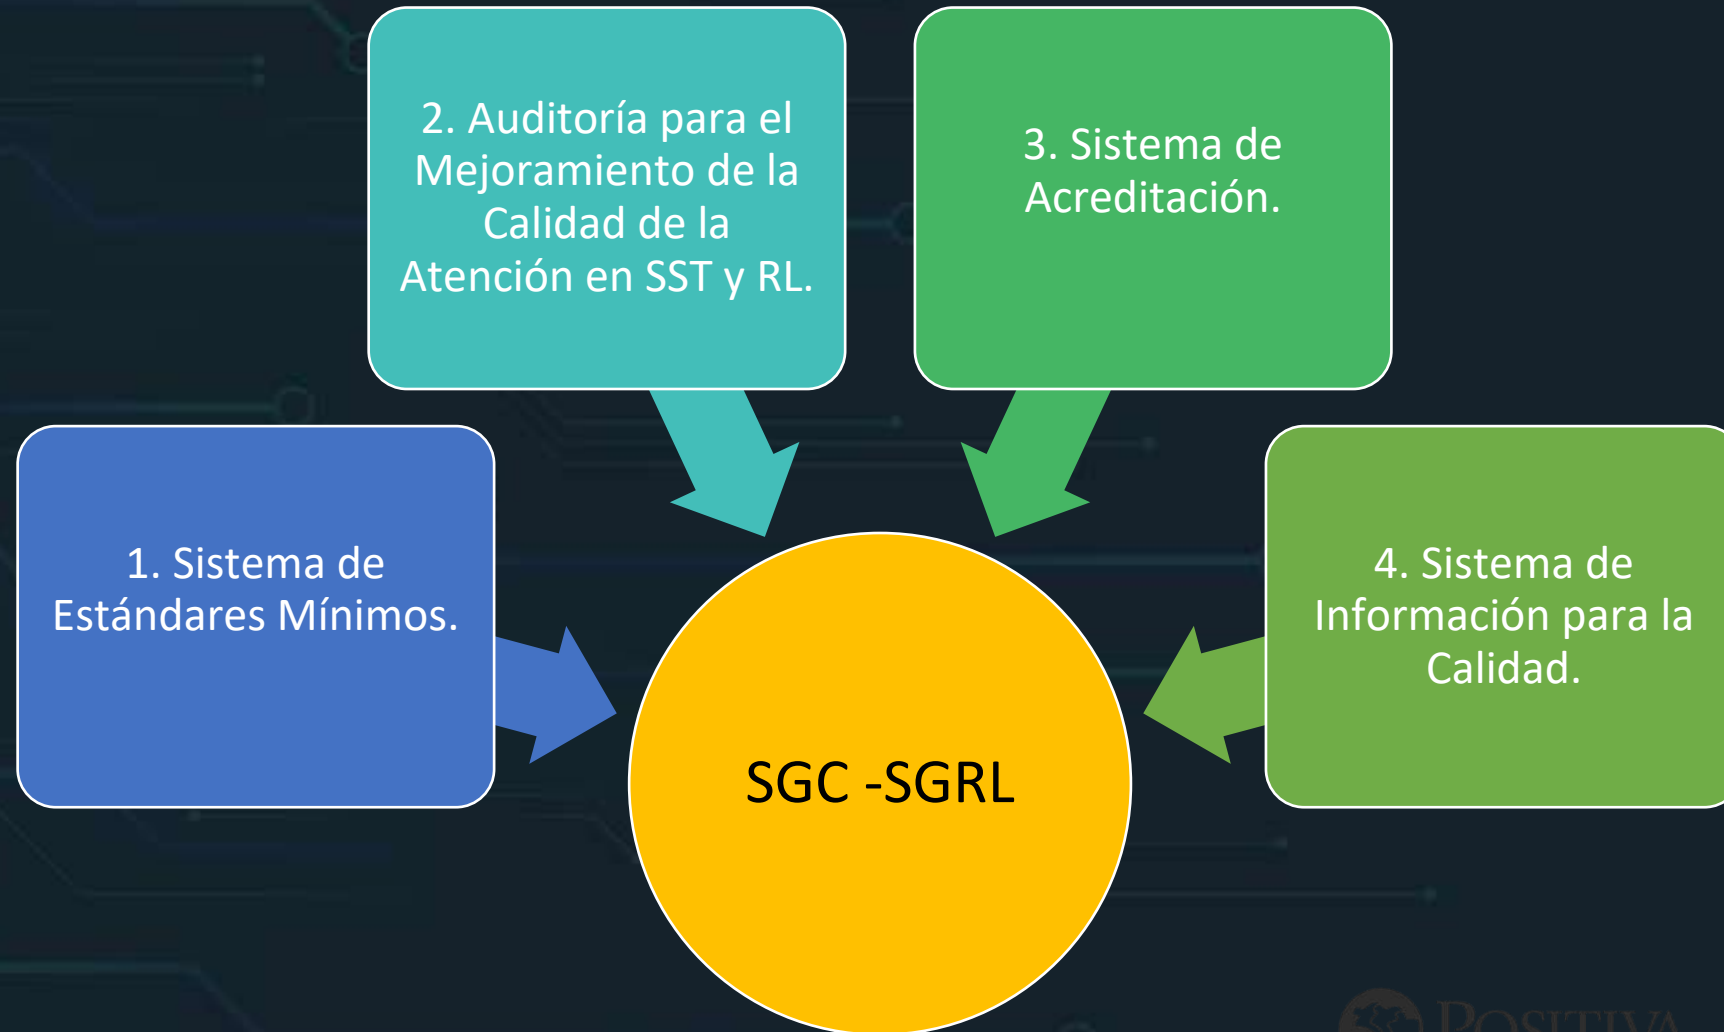 2. Auditoría para el
Mejoramiento de la
Calidad de la
Atención en SST y RL.
3. Sistema de
Acreditación.
1. Sistema de
Estándares Mínimos.
4. Sistema de
Información para la
Calidad.
SGC -SGRL
POSITIVA